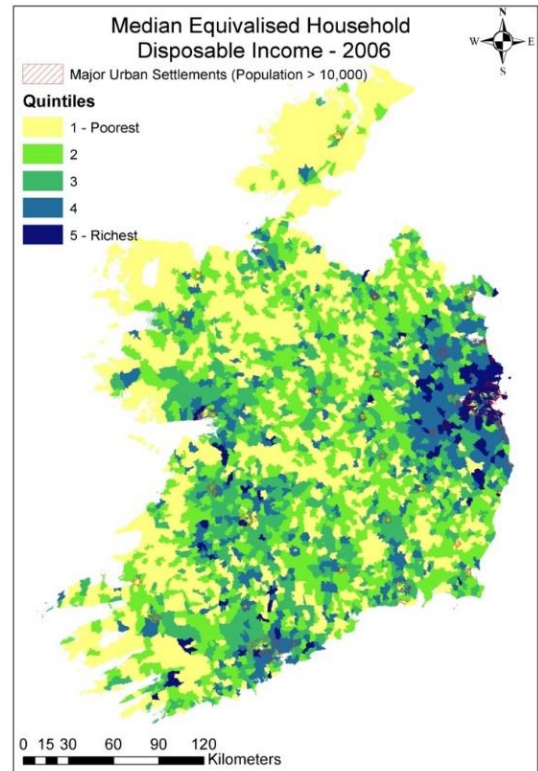 Median Equivalised Household
Disposable Income - 2006
N
W E
S
Major Urban Settlements (Population > 10,000)
Quintiles
1 - Poorest
2
3
4
5 - Richest
0 15 30 60 90 120
Kilometers